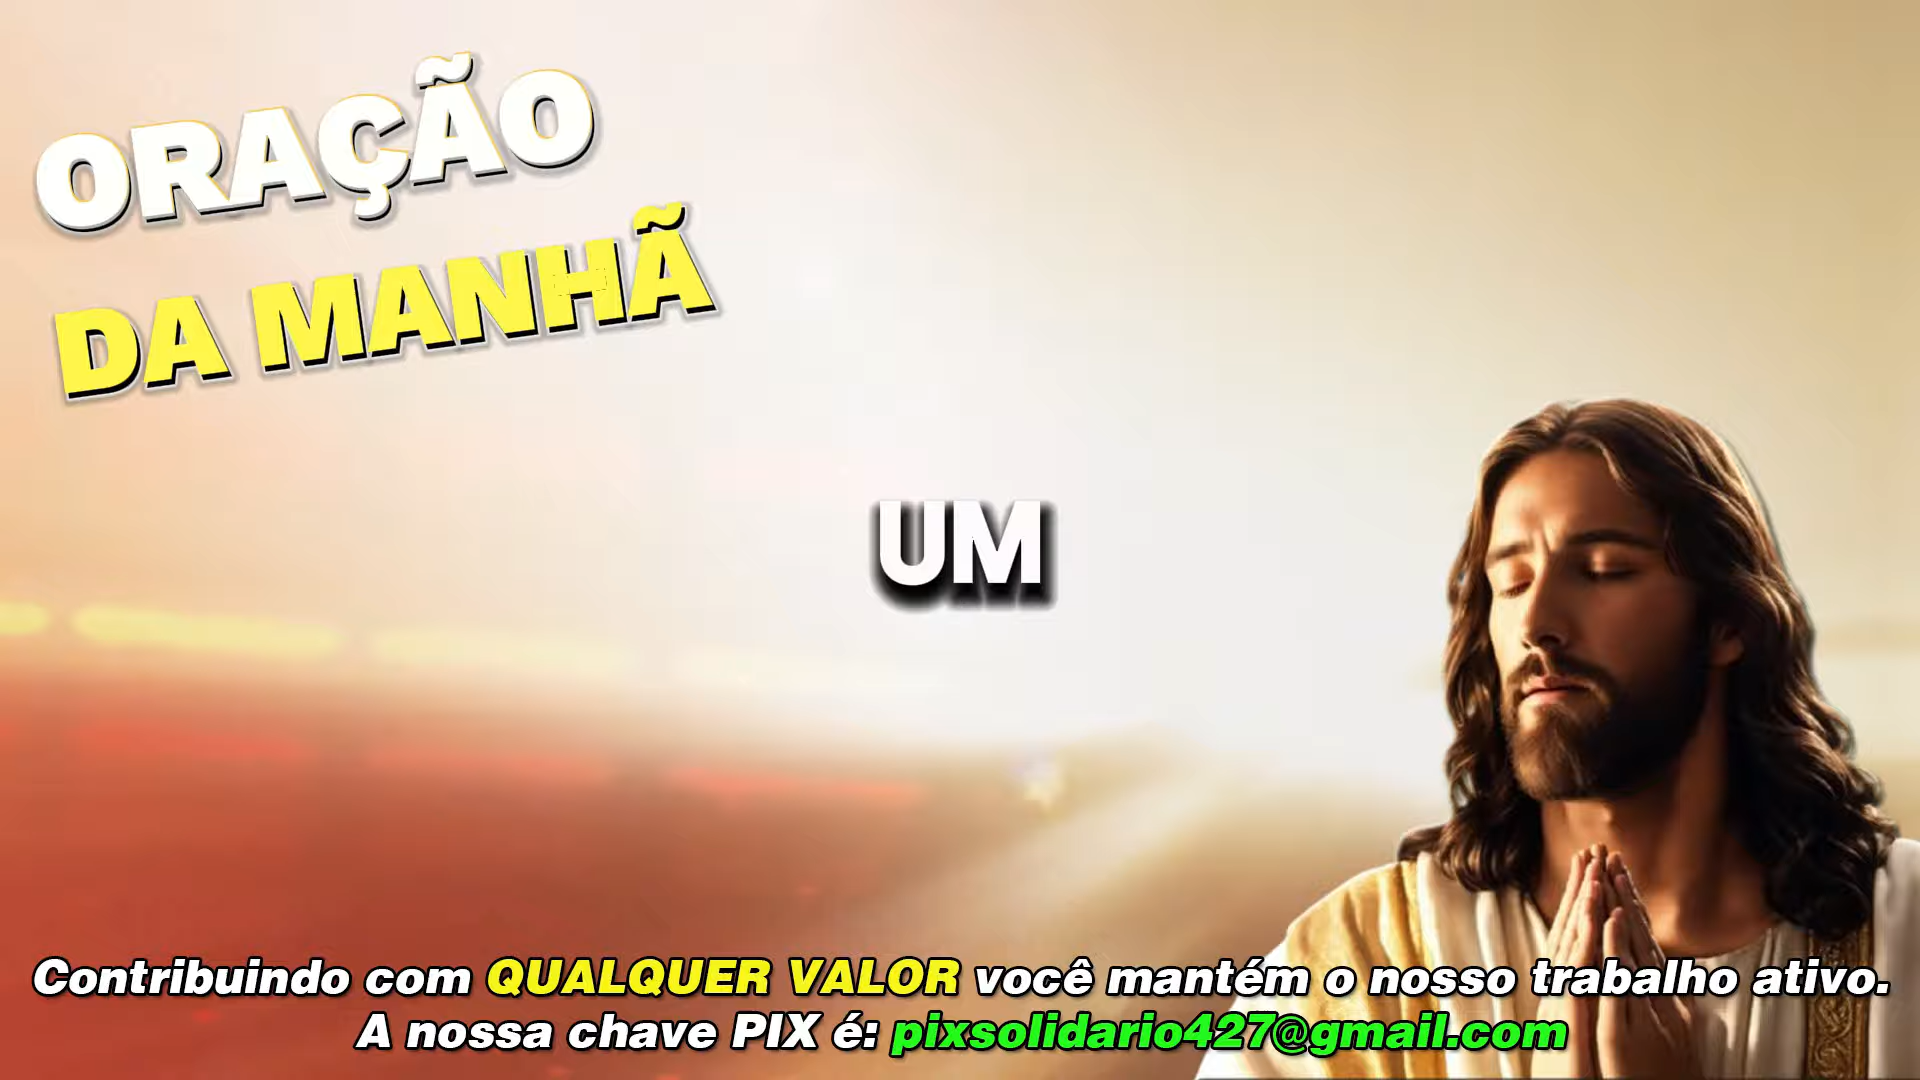 ORAÇÃO
DA MANHÃ
UM
Contribuindo com QUALQUER VALOR você mantém o nosso trabalho ativo.
A nossa chave PIX é: pixsolidario427@gmail.com